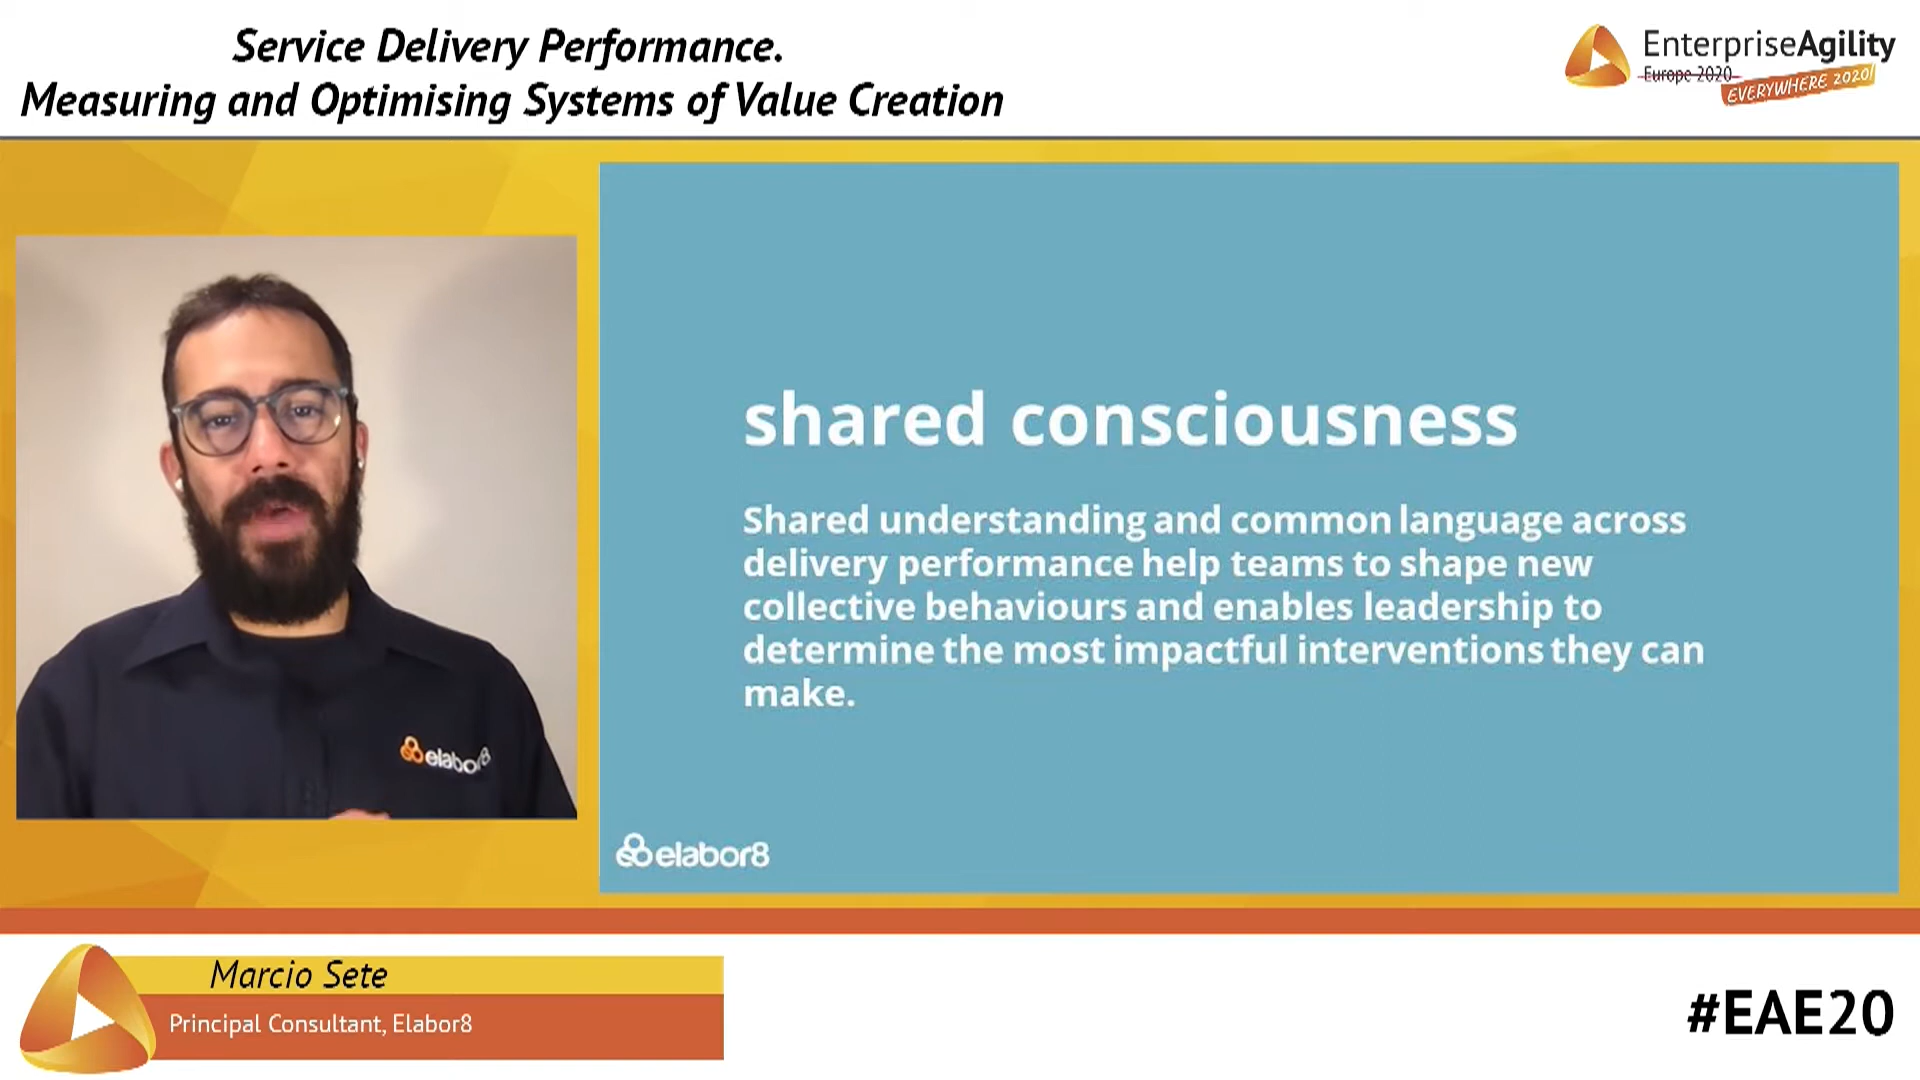 Service Delivery Performance.
Measuring and Optimising Systems of Value Creation
EnterpriseAgility
Europe 2020
EVERYWHERE 2020!
shared consciousness
Shared understanding and common language across
delivery performance help teams to shape new
collective behaviours and enables leadership to
determine the most impactful interventions they can
make.
elabor8
elabor8
Marcio Sete
Principal Consultant, Elabor8
#EAE20